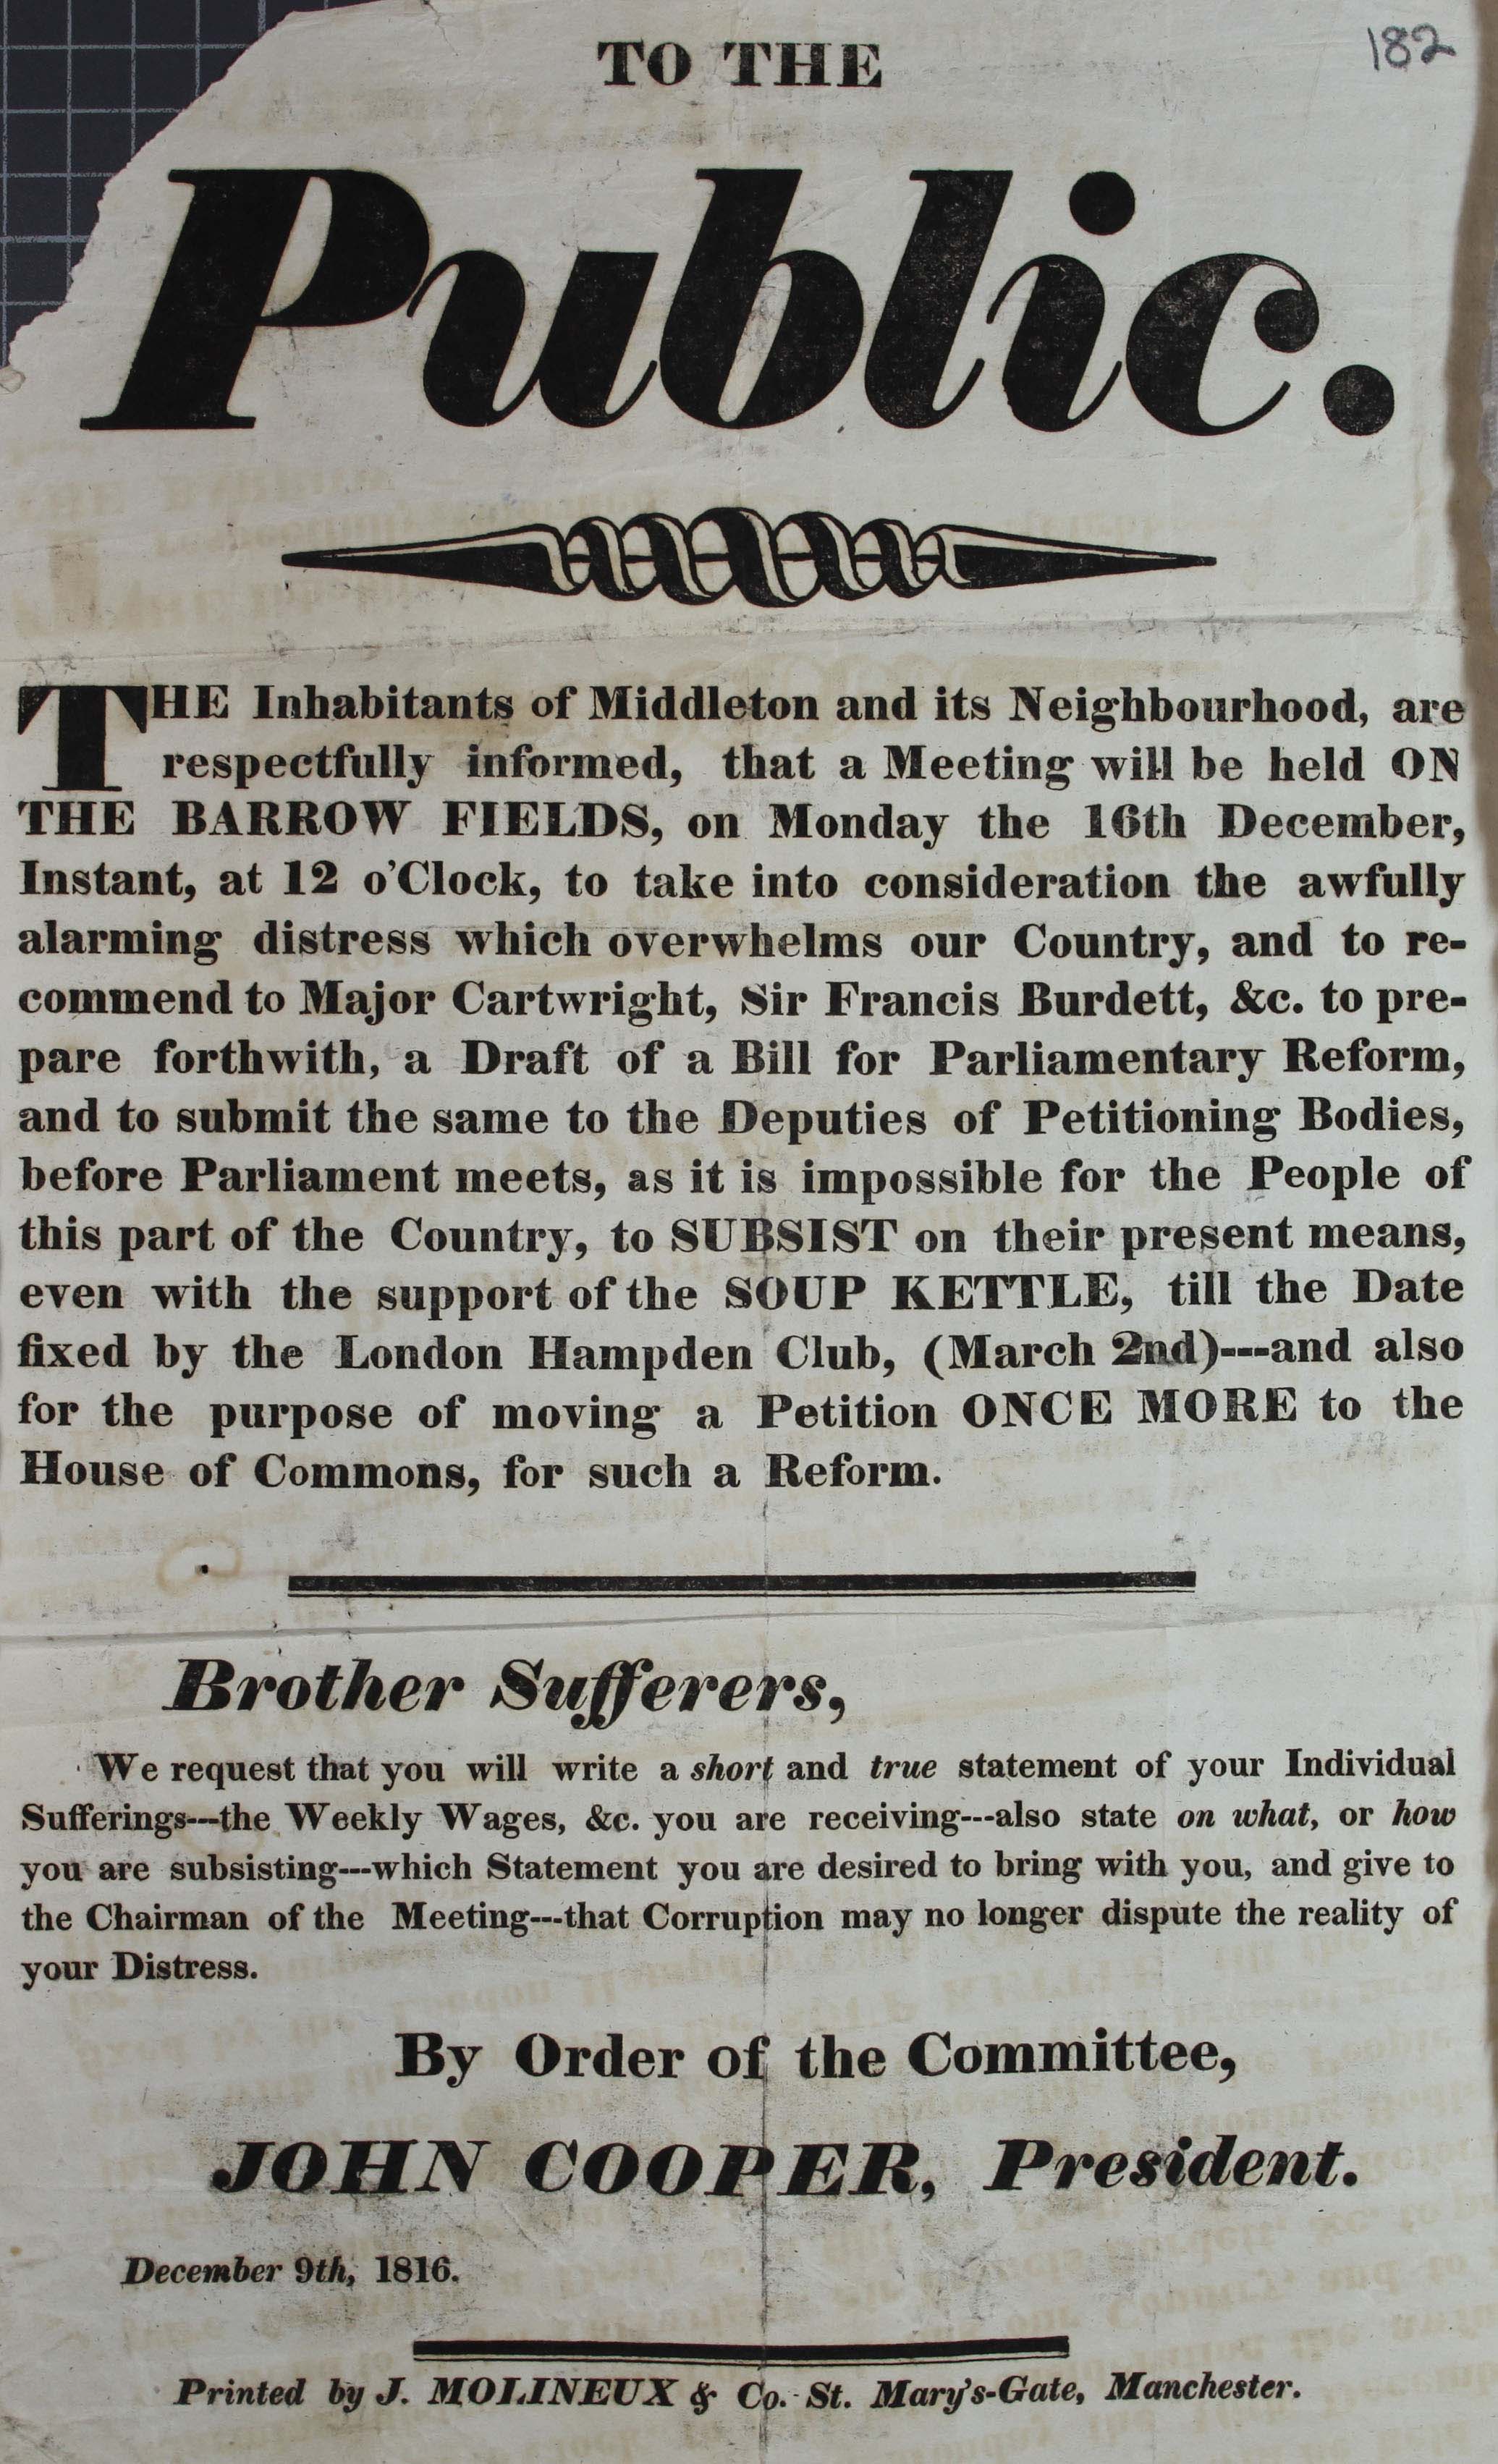 182
TO THE
Public.
THE Inhabitants of Middleton and its Neighbourhood, are
respectfully informed, that a Meeting will be held ON
THE BARROW FIELDS, on Monday the 16th December,
Instant, at 12 o'Clock, to take into consideration the awfully
alarming distress which overwhelms our Country, and to re-
commend to Major Cartwright, Sir Francis Burdett, &c. to pre-
pare forthwith, a Draft of a Bill for Parliamentary Reform,
and to submit the same to the Deputies of Petitioning Bodies,
before Parliament meets, as it is impossible for the People of
this part of the Country, to SUBSIST on their present means,
even with the support of the SOUP KETTLE, till the Date
fixed by the London Hampden Club, (March 2nd)---and also
for the purpose of moving a Petition ONCE MORE to the
House of Commons, for such a Reform.
Brother Sufferers,
We request that you will write a short and true statement of your Individual
Sufferings---the Weekly Wages, &c. you are receiving---also state on what, or how
you are subsisting---which Statement you are desired to bring with you, and give to
the Chairman of the Meeting---that Corruption may no longer dispute the reality of
your Distress.
By Order of the Committee,
JOHN COOPER, President.
December 9th, 1816.
Printed by J. MOLINEUX & Co. St. Mary's-Gate, Manchester.